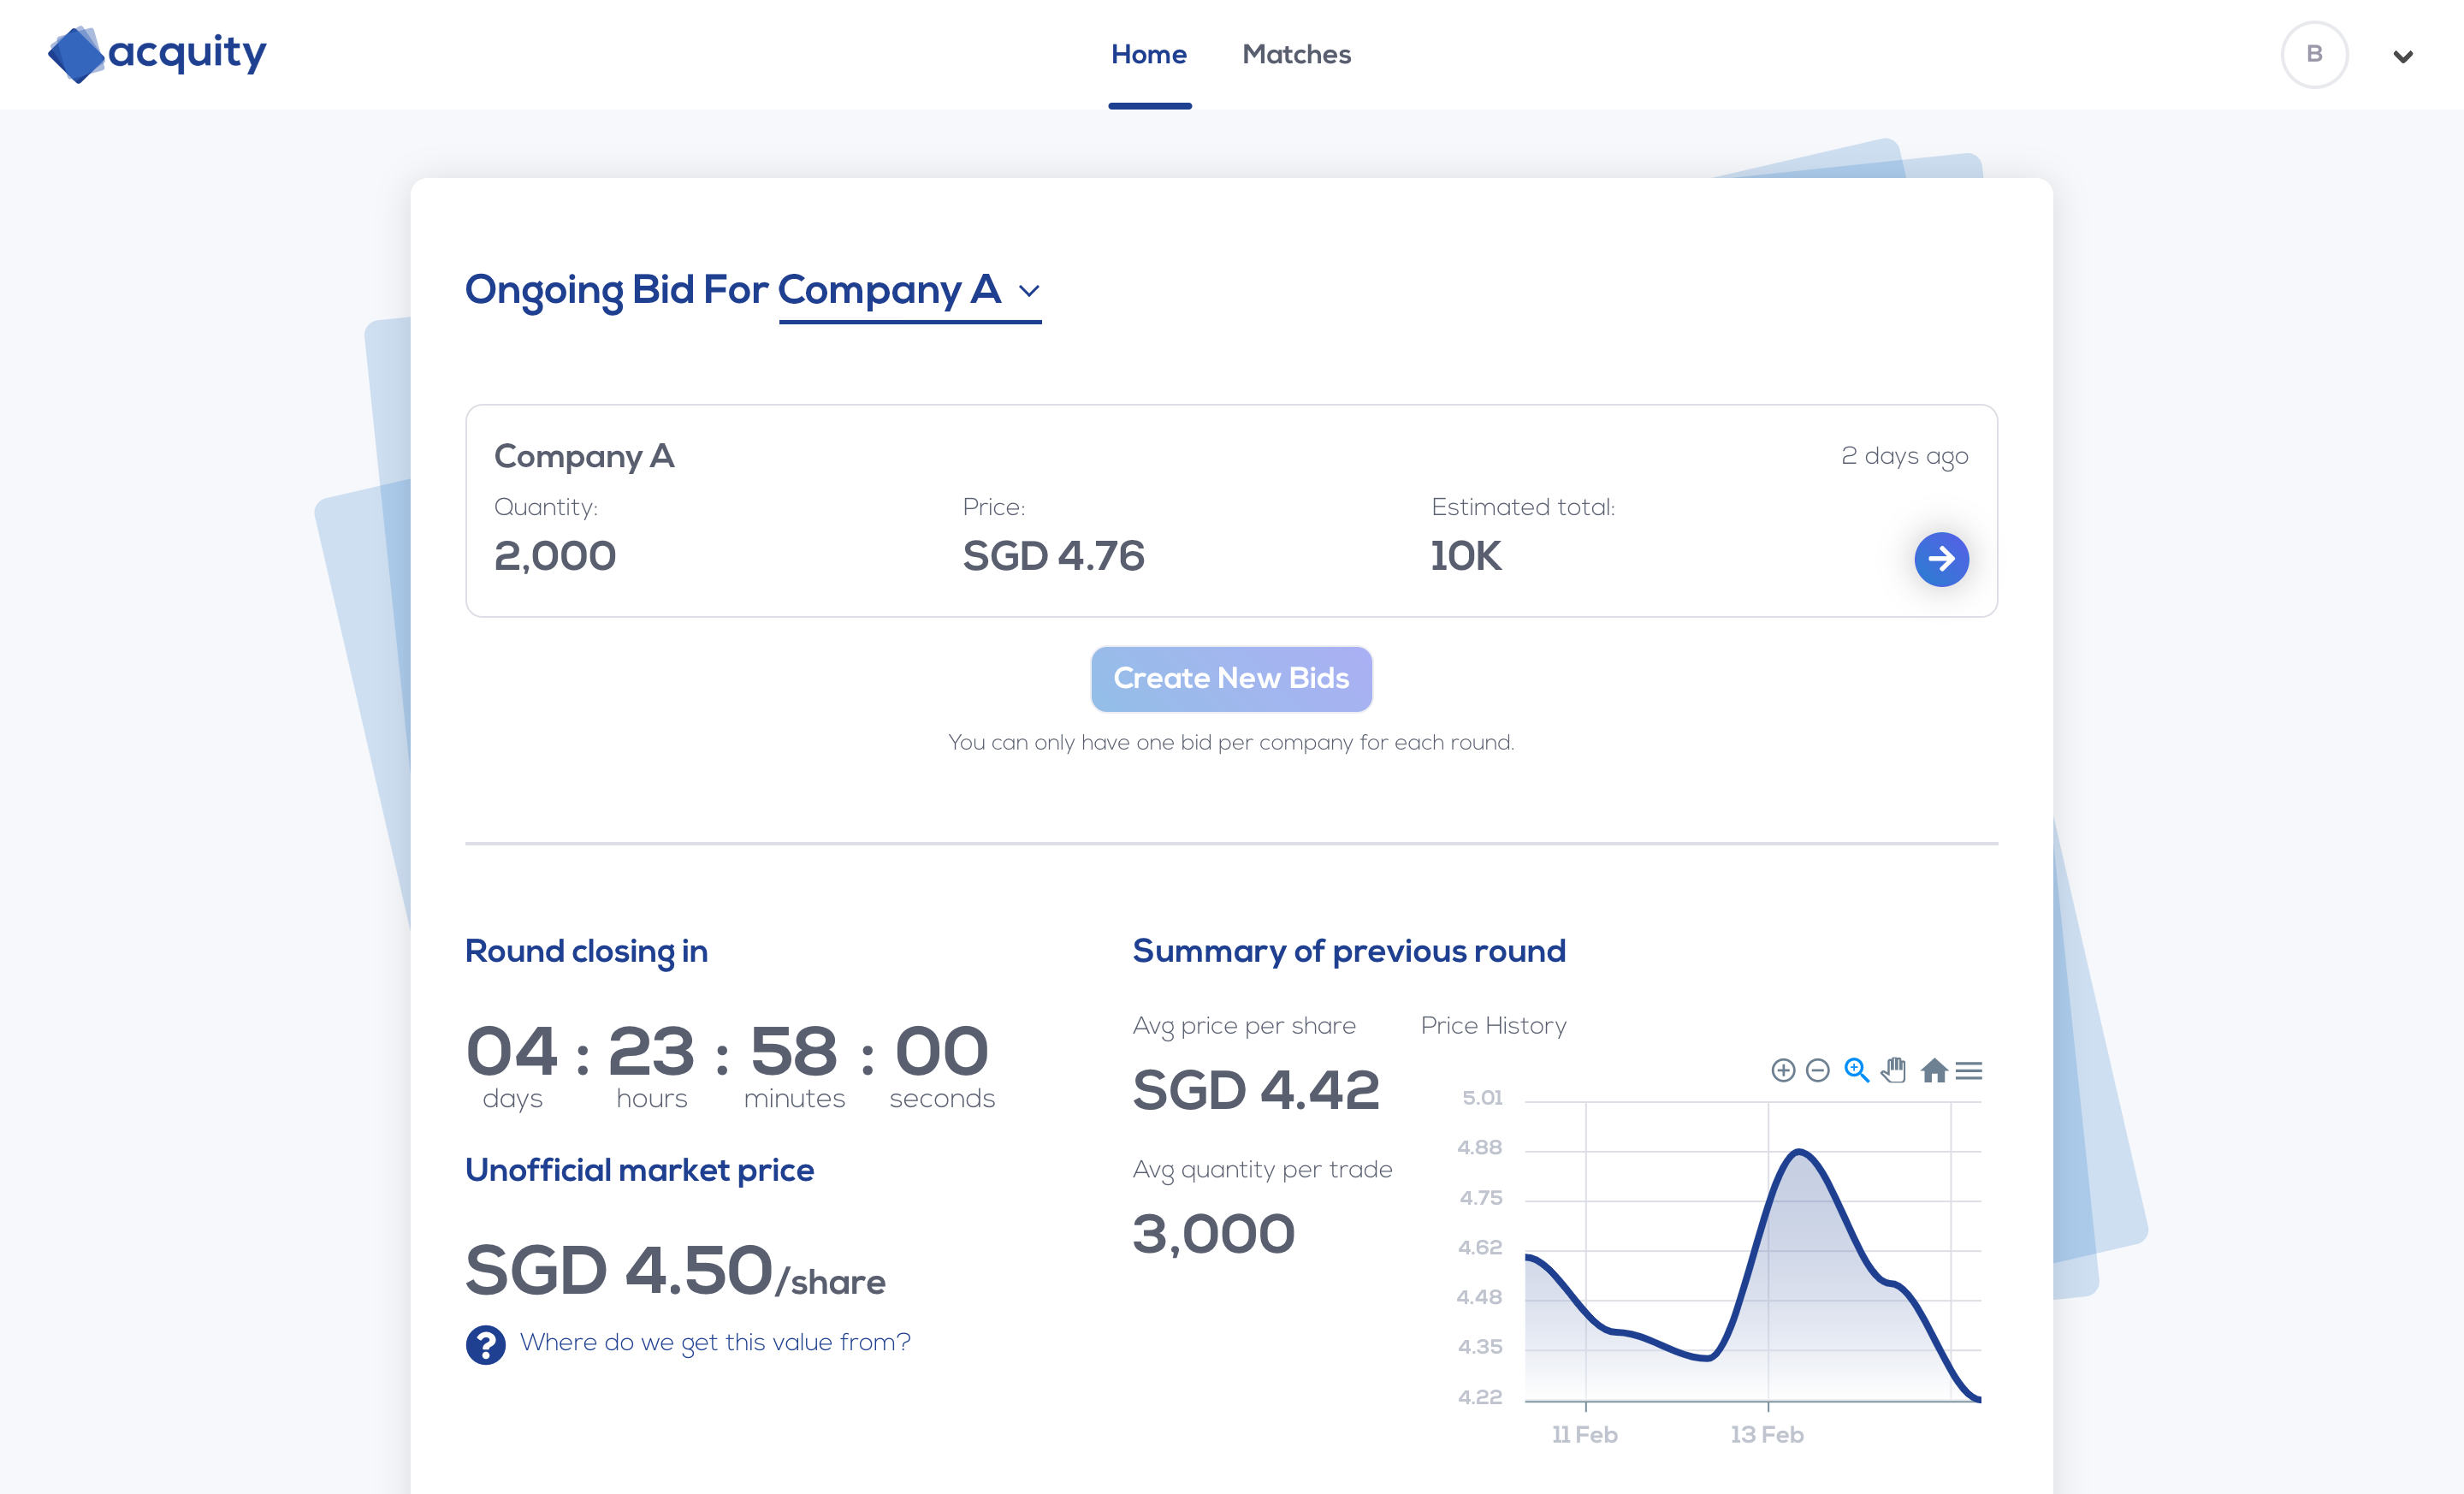 acquity
Home
Matches
B
Ongoing Bid For Company A
Company A
2 days ago
Quantity:
Price:
Estimated total:
2,000
SGD 4.76
10K
Create New Bids
You can only have one bid per company for each round.
Round closing in
04 : 23 : 58 : 00
days hours minutes seconds
Unofficial market price
SGD 4.50/share
? Where do we get this value from?
Summary of previous round
Avg price per share
SGD 4.42
Avg quantity per trade
3,000
Price History
5.01
4.88
4.75
4.62
4.48
4.35
4.22
11 Feb
13 Feb